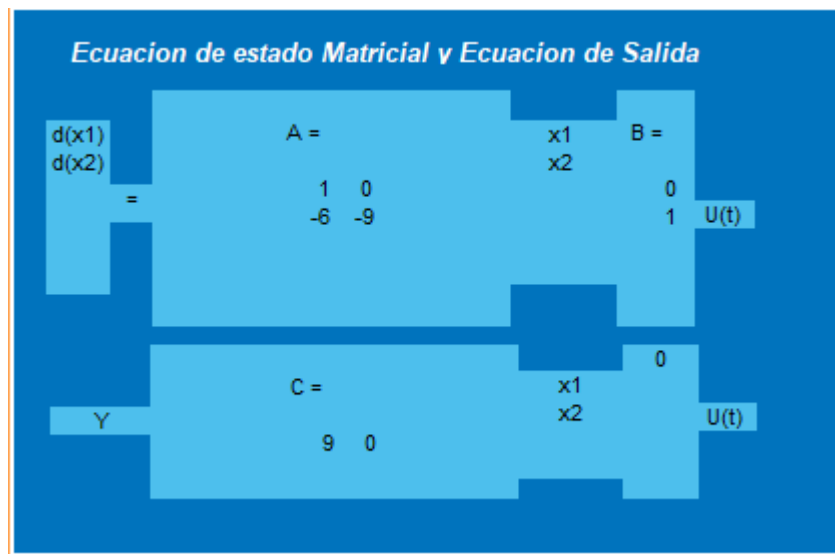 Ecuacion de estado Matricial y Ecuacion de Salida
d(x1)
d(x2)
=
A =
1 0
-6 -9
x1
x2
B =
0
1
U(t)
Y
C =
9 0
x1
x2
0
U(t)